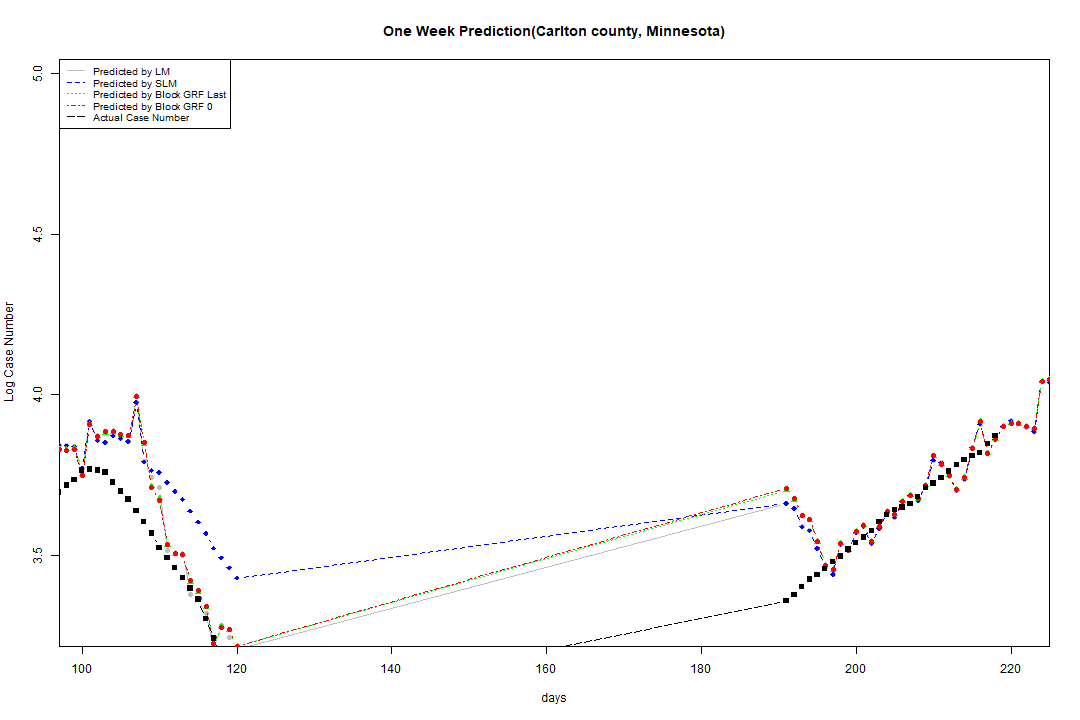 One Week Prediction(Carlton county, Minnesota)
Predicted by LM
Predicted by SLM
Predicted by Block GRF Last
Predicted by Block GRF 0
Actual Case Number
5.0
4.5
4.0
3.5
Log Case Number
100 120 140 160 180 200 220
days